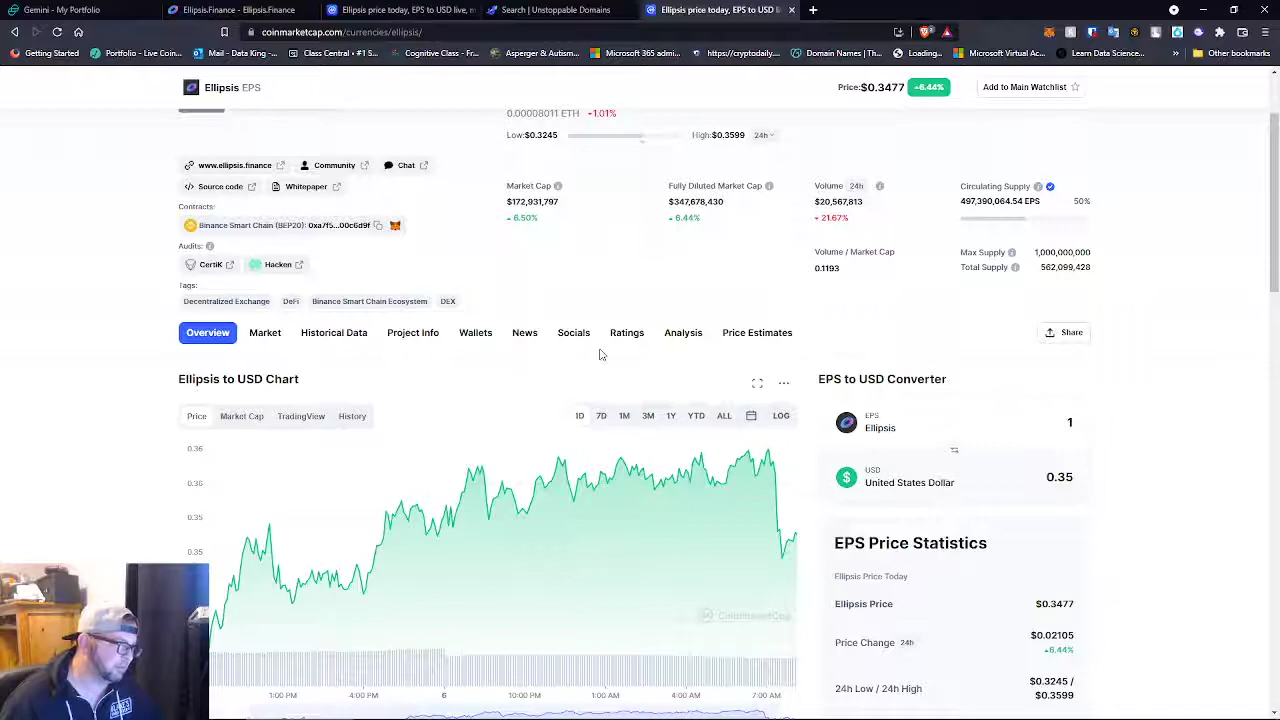 Gemini - My Portfolio
Ellipsis.Finance - Ellipsis.Finance
Ellipsis price today, EPS to USD live, m
Search | Unstoppable Domains
Ellipsis price today, EPS to USD li
coinmarketcap.com/currencies/ellipsis/
Getting Started
Portfolio - Live Coin...
Mail - Data King -...
Class Central • #1 S...
Cognitive Class - Fr...
Asperger & Autism...
Microsoft 365 admi...
https://cryptodaily...
Domain Names |Th...
Loading...
Microsoft Virtual Ac...
Learn Data Science...
Other bookmarks
Ellipsis EPS
Price:$0.3477
6.44%
Add to Main Watchlist
0.00008011 ETH 1.01%
Low:$0.3245
High:$0.3599
24h
www.ellipsis.finance
Community
Chat
Source code
Whitepaper
Market Cap
Fully Diluted Market Cap
Volume 24h
Circulating Supply
$172,931,797
$347,678,430
$20,567,813
497,390,064.54 EPS
50%
6.50%
6.44%
21.67%
Contracts:
Binance Smart Chain (BEP20): 0xa7f5...00c6d9f
Audits:
Volume / Market Cap
Max Supply
1,000,000,000
CertiK
Hacken
0.1193
Total Supply
562,099,428
Tags:
Decentralized Exchange
DeFi
Binance Smart Chain Ecosystem
DEX
Overview
Market
Historical Data
Project Info
Wallets
News
Socials
Ratings
Analysis
Price Estimates
Share
Ellipsis to USD Chart
EPS to USD Converter
Price
Market Cap
TradingView
History
1D
7D
1M
3M
1Y
YTD
ALL
LOG
EPS
Ellipsis
1
0.36
0.36
0.35
0.35
USD
United States Dollar
0.35
EPS Price Statistics
Ellipsis Price Today
Ellipsis Price
$0.3477
CoinMarketCap
Price Change 24h
$0.02105
6.44%
24h Low / 24h High
$0.3245 /
$0.3599
1:00 PM
4:00 PM
6
10:00 PM
1:00 AM
4:00 AM
7:00 AM